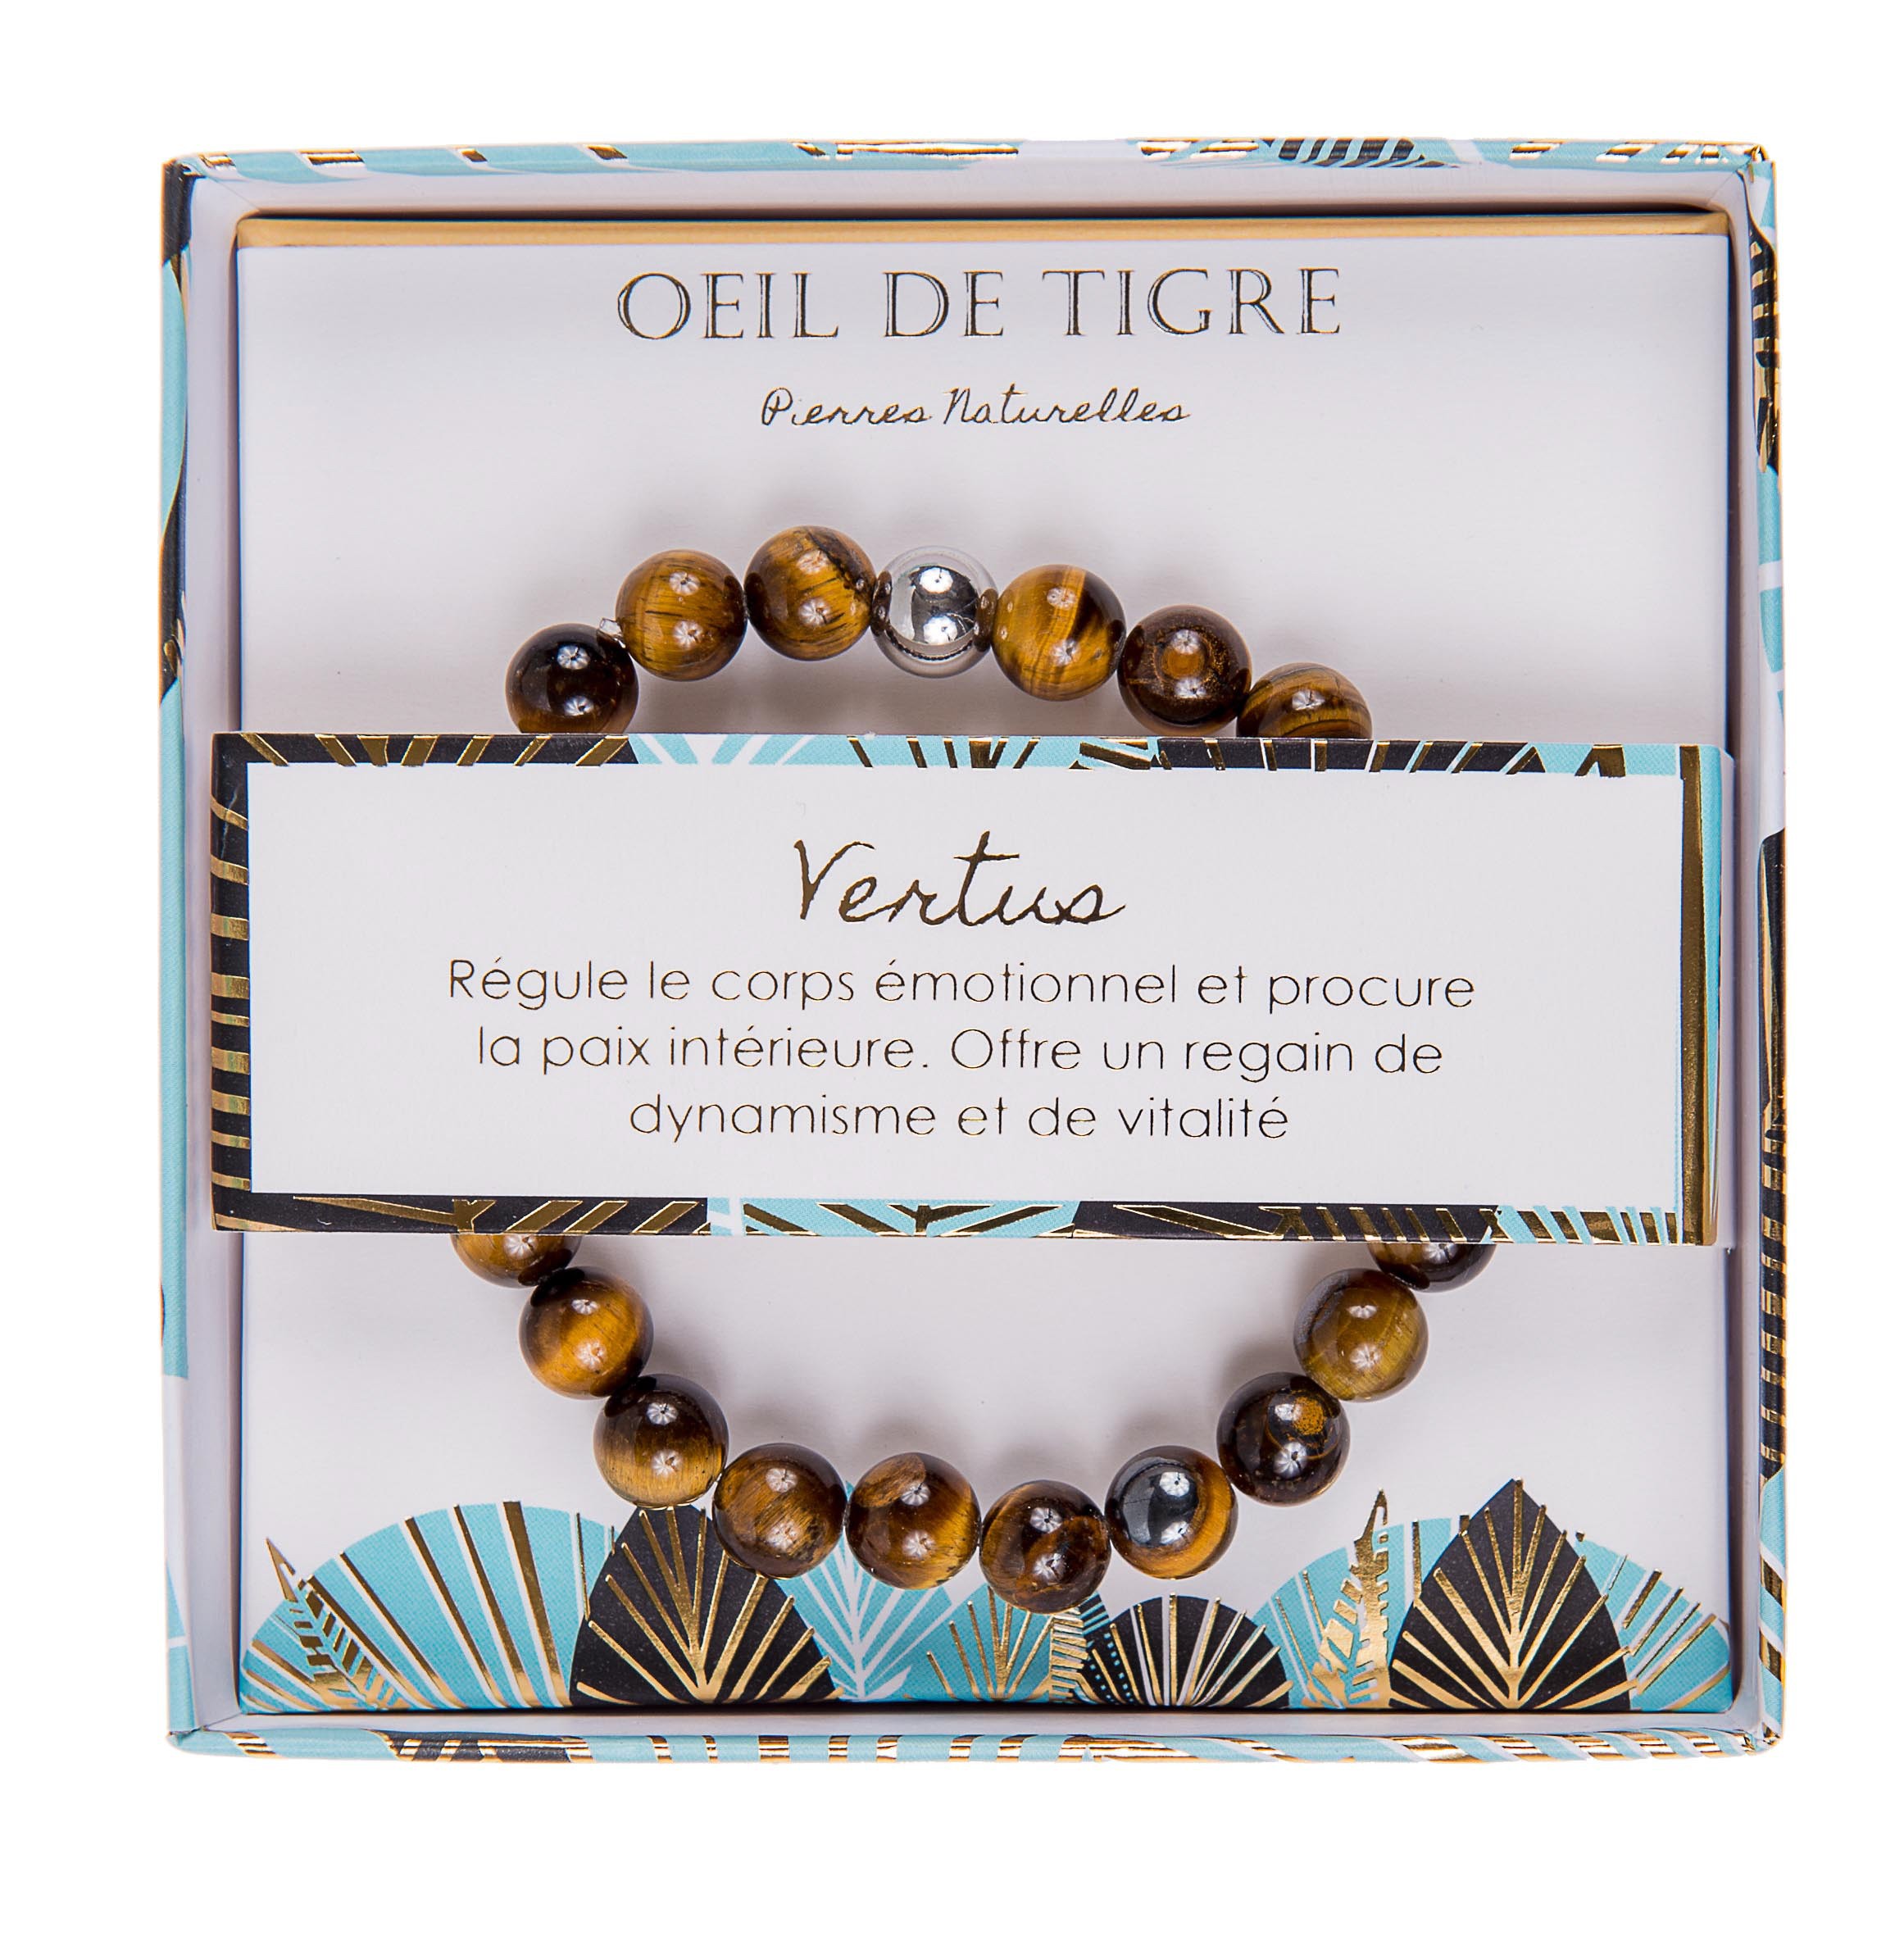 OEIL DE TIGRE
Pierres Naturelles
Vertus
Régule le corps émotionnel et procure
la paix intérieure. Offre un regain de
dynamisme et de vitalité